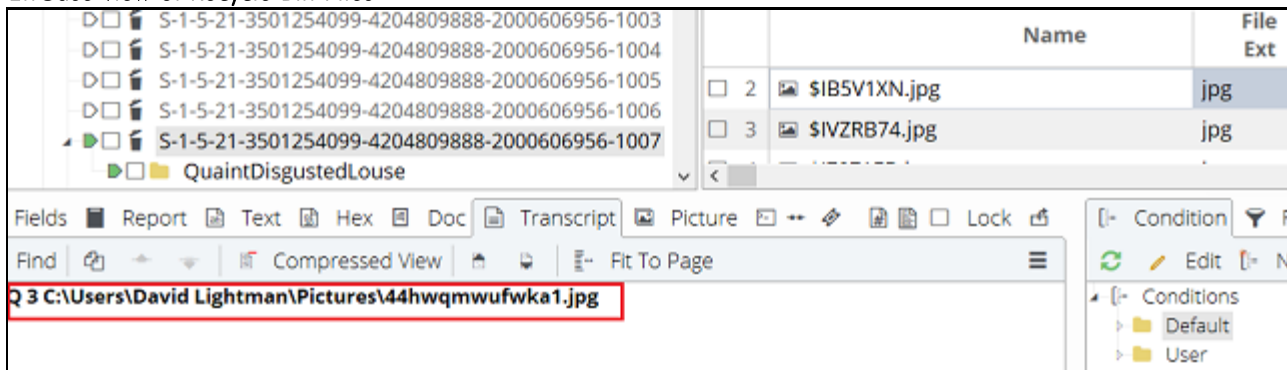 S-1-5-21-3501254099-4204809888-2000606956-1003
S-1-5-21-3501254099-4204809888-2000606956-1004
S-1-5-21-3501254099-4204809888-2000606956-1005
S-1-5-21-3501254099-4204809888-2000606956-1006
S-1-5-21-3501254099-4204809888-2000606956-1007
QuaintDisgustedLouse
Name File Ext
2 $IB5V1XN.jpg jpg
3 $IVZRB74.jpg jpg
Fields Report Text Hex Doc Transcript Picture Lock
Find Compressed View Fit To Page
Q 3 C:\Users\David Lightman\Pictures\44hwqmwufwka1.jpg
Condition
Edit
Conditions
Default
User